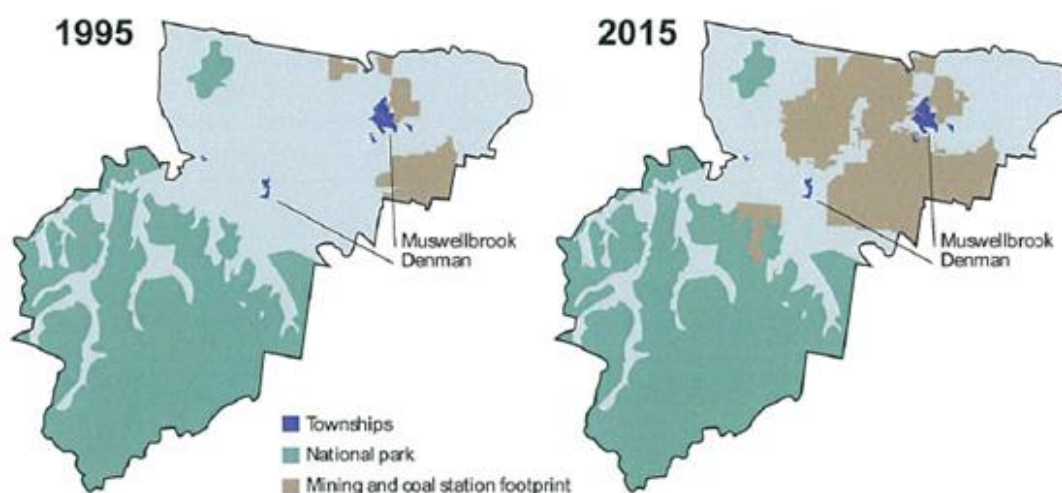 1995
Muswellbrook
Denman
2015
Muswellbrook
Denman
Townships
National park
Mining and coal station footprint